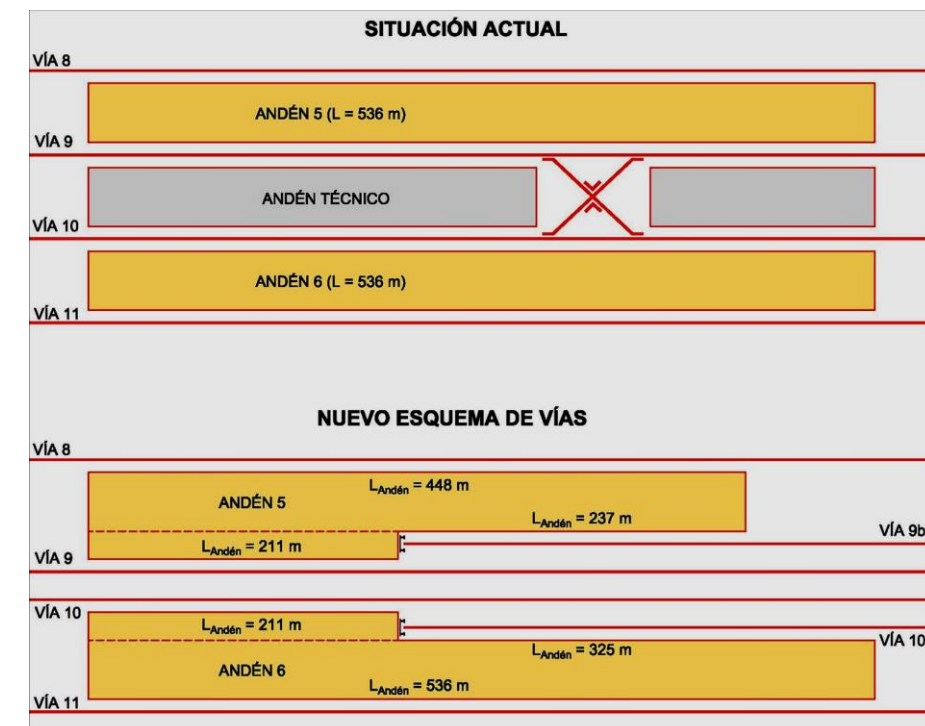 SITUACIÓN ACTUAL
VÍA 8
ANDÉN 5 (L = 536 m)
VÍA 9
ANDÉN TÉCNICO
VÍA 10
ANDÉN 6 (L = 536 m)
VÍA 11
NUEVO ESQUEMA DE VÍAS
VÍA 8
LAndén = 448 m
ANDÉN 5
LAndén = 237 m
VÍA 9b
LAndén = 211 m
VÍA 9
VÍA 10
LAndén = 211 m
VÍA 10
LAndén = 325 m
ANDÉN 6
LAndén = 536 m
VÍA 11